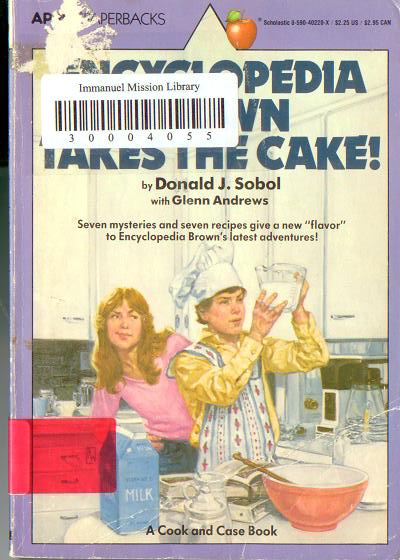 AP PERBACKS
Scholastic 0-590-40220-X / $2.25 US / $2.95 CAN
ENCYCLOPEDIA
WN
TAKES THE CAKE!
Immanuel Mission Library
30004055
by Donald J. Sobol
with Glenn Andrews
Seven mysteries and seven recipes give a new "flavor"
to Encyclopedia Brown's latest adventures!
MILK
A Cook and Case Book